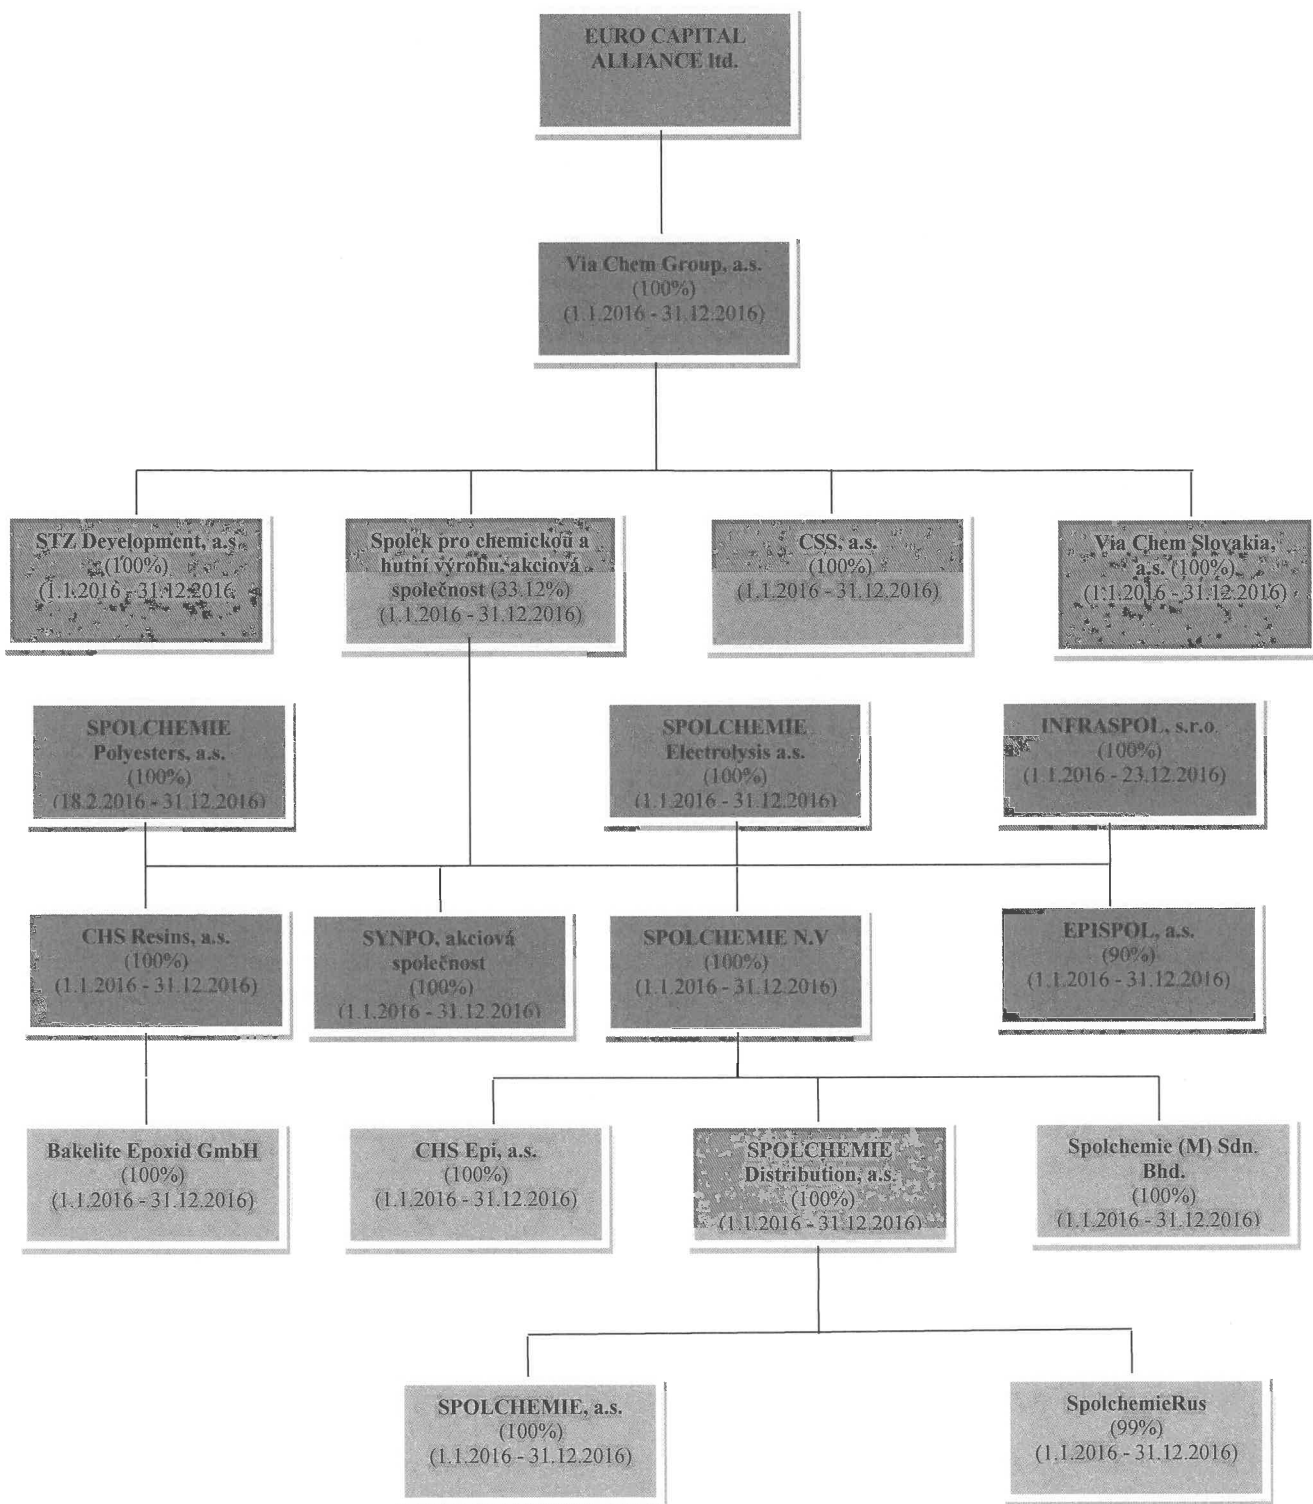 EURO CAPITAL
ALLIANCE ltd.
Via Chem Group, a.s.
(100%)
(1.1.2016 - 31.12.2016)
STZ Development, a.s.
(100%)
(1.1.2016 - 31.12.2016
Spolek pro chemickou a
hutní výrobu, akciová
společnost (33.12%)
(1.1.2016 - 31.12.2016)
CSS, a.s.
(100%)
(1.1.2016 - 31.12.2016)
Via Chem Slovakia,
a.s. (100%)
(1.1.2016 - 31.12.2016)
SPOLCHEMIE
Polyesters, a.s.
(100%)
(18.2.2016 - 31.12.2016)
SPOLCHEMIE
Electrolysis a.s.
(100%)
(1.1.2016 - 31.12.2016)
INFRASPOL, s.r.o.
(100%)
(1.1.2016 - 23.12.2016)
CHS Resins, a.s.
(100%)
(1.1.2016 - 31.12.2016)
SYNPO, akciová
společnost
(100%)
(1.1.2016 - 31.12.2016)
SPOLCHEMIE N.V
(100%)
(1.1.2016 - 31.12.2016)
EPISPOL, a.s.
(90%)
(1.1.2016 - 31.12.2016)
Bakelite Epoxid GmbH
(100%)
(1.1.2016 - 31.12.2016)
CHS Epi, a.s.
(100%)
(1.1.2016 - 31.12.2016)
SPOLCHEMIE
Distribution, a.s.
(100%)
(1.1.2016 - 31.12.2016)
Spolchemie (M) Sdn.
Bhd.
(100%)
(1.1.2016 - 31.12.2016)
SPOLCHEMIE, a.s.
(100%)
(1.1.2016 - 31.12.2016)
SpolchemieRus
(99%)
(1.1.2016 - 31.12.2016)